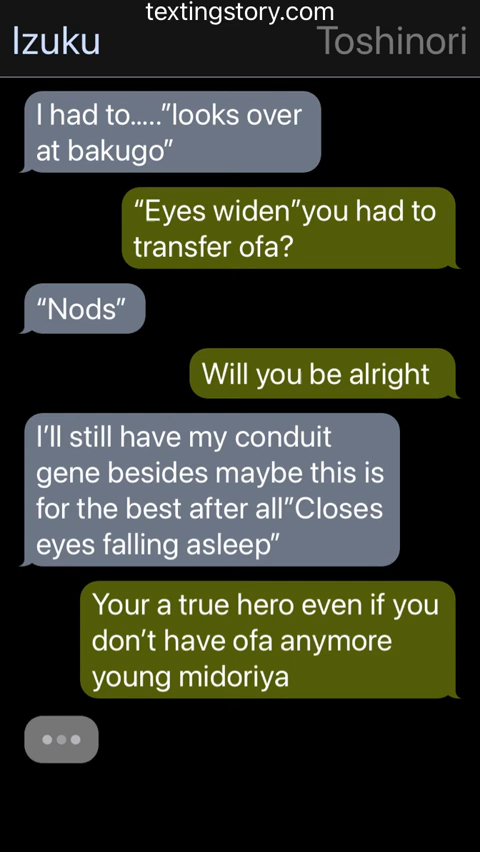 textingstory.com
Izuku
Toshinori
I had to.....”looks over
at bakugo”
“Eyes widen”you had to
transfer ofa?
“Nods”
Will you be alright
I’ll still have my conduit
gene besides maybe this is
for the best after all”Closes
eyes falling asleep”
Your a true hero even if you
don’t have ofa anymore
young midoriya